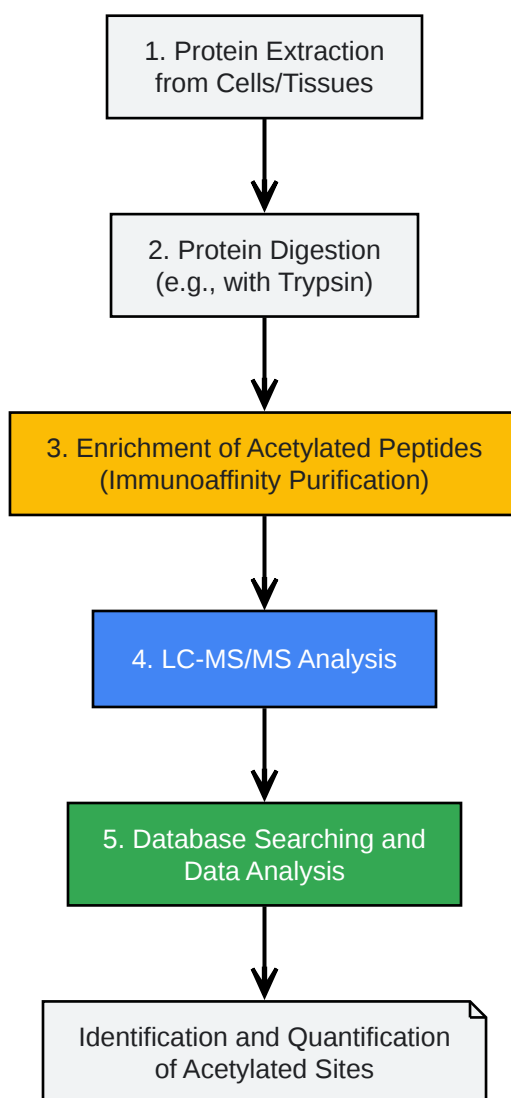 1. Protein Extraction
from Cells/Tissues
2. Protein Digestion
(e.g., with Trypsin)
3. Enrichment of Acetylated Peptides
(Immunoaffinity Purification)
4. LC-MS/MS Analysis
5. Database Searching and
Data Analysis
Identification and Quantification
of Acetylated Sites